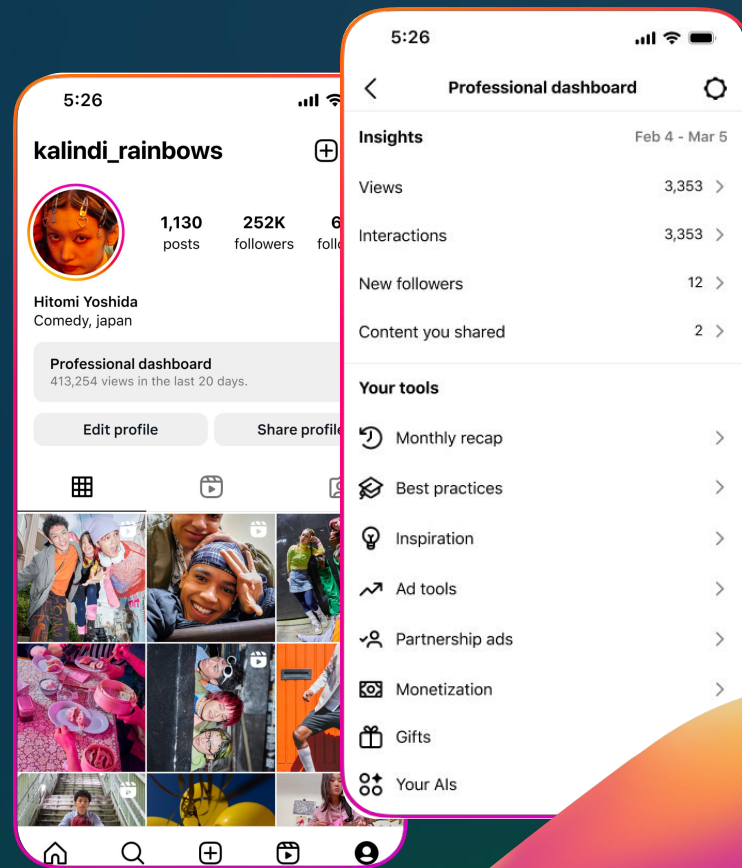 5:26
kalindi_rainbows
1,130
posts
252K
followers
6
follo
Hitomi Yoshida
Comedy, japan
Professional dashboard
413,254 views in the last 20 days.
Edit profile
Share profile
5:26
Professional dashboard
Insights
Feb 4 - Mar 5
Views
3,353
Interactions
3,353
New followers
12
Content you shared
2
Your tools
Monthly recap
Best practices
Inspiration
Ad tools
Partnership ads
Monetization
Gifts
Your AIs